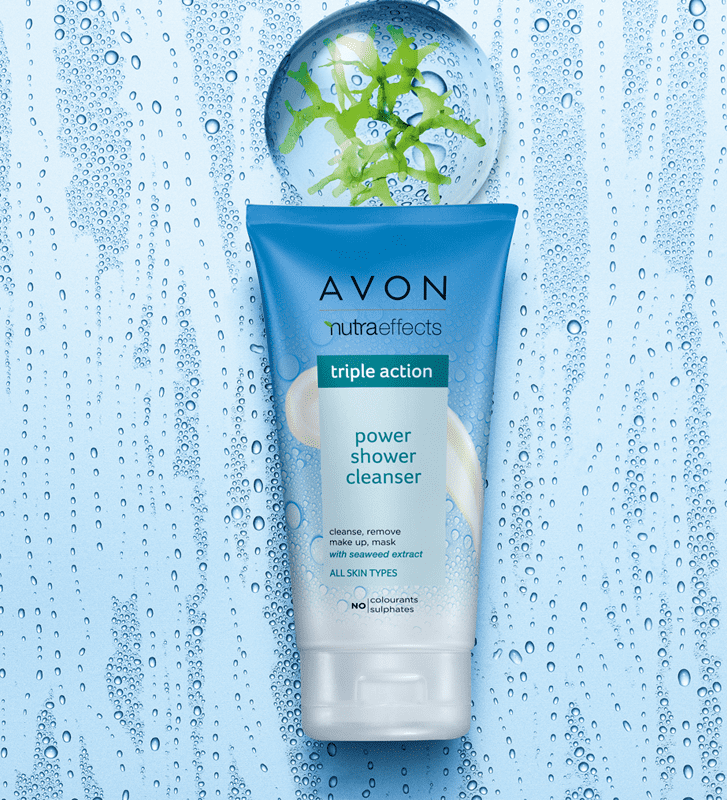 AVON
nutraeffects
triple action
power
shower
cleanser
cleanse, remove
make up, mask
with seaweed extract
ALL SKIN TYPES
NO colourants
sulphates